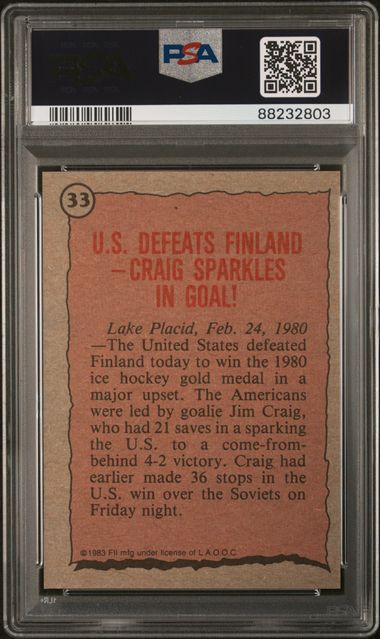 PSA
88232803
33
U.S. DEFEATS FINLAND
—CRAIG SPARKLES
IN GOAL!
Lake Placid, Feb. 24, 1980
—The United States defeated
Finland today to win the 1980
ice hockey gold medal in a
major upset. The Americans
were led by goalie Jim Craig,
who had 21 saves in a sparking
the U.S. to a come-from-
behind 4-2 victory. Craig had
earlier made 36 stops in the
U.S. win over the Soviets on
Friday night.
©1983 FII mfg under license of L.A.O.O.C.